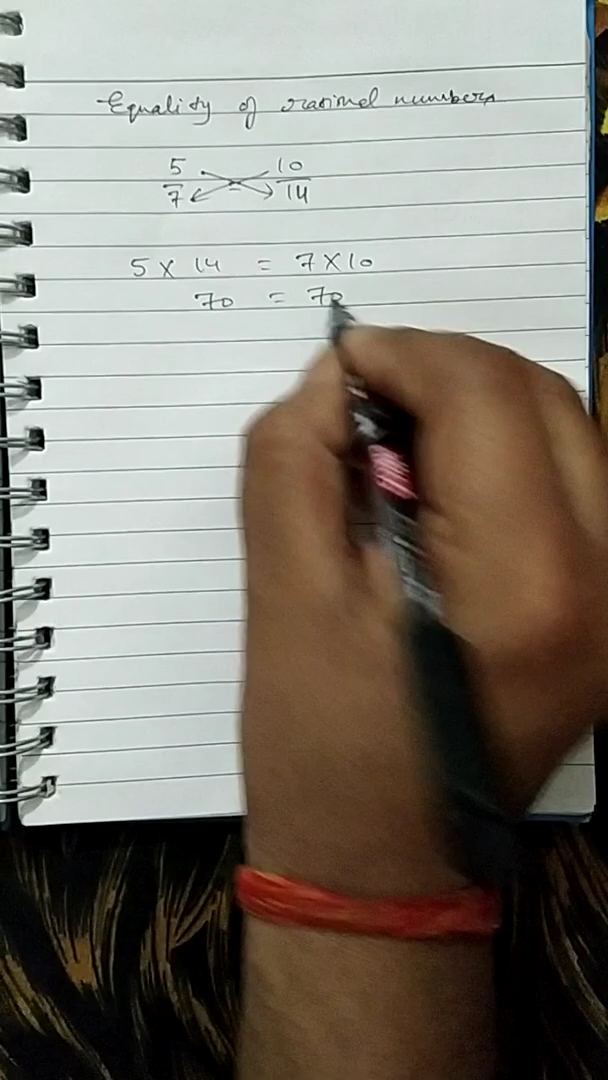 Equality of rational numbers
5/7 = 10/14
5 × 14 = 7 × 10
70 = 70